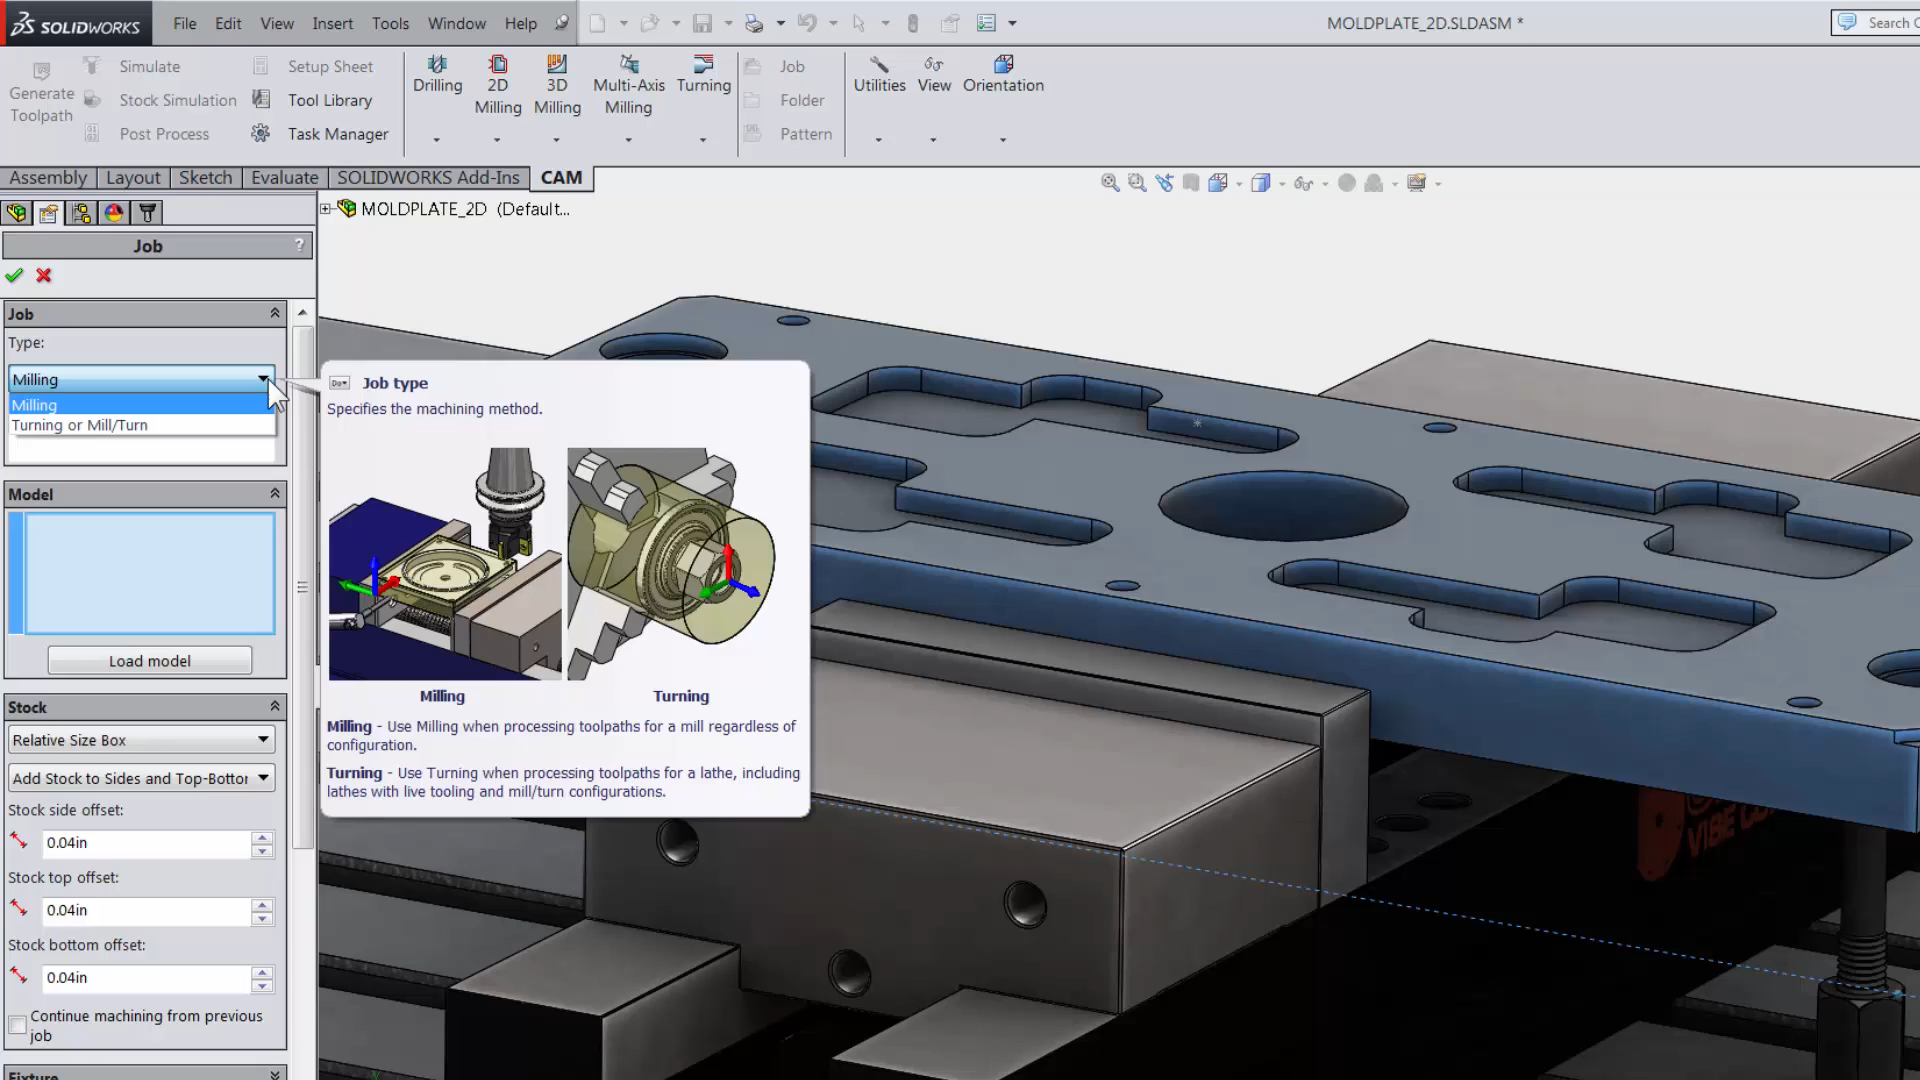 SOLIDWORKS File Edit View Insert Tools Window Help MOLDPLATE_2D.SLDASM * Search
Generate Toolpath
Simulate
Stock Simulation
Post Process
Setup Sheet
Tool Library
Task Manager
Drilling
2D Milling
3D Milling
Multi-Axis Milling
Turning
Job
Folder
Pattern
Utilities
View
Orientation
Assembly Layout Sketch Evaluate SOLIDWORKS Add-Ins CAM
MOLDPLATE_2D (Default...
Job ?
Job
Type:
Milling
Milling
Turning or Mill/Turn
Model
Load model
Stock
Relative Size Box
Add Stock to Sides and Top-Bottor
Stock side offset:
0.04in
Stock top offset:
0.04in
Stock bottom offset:
0.04in
Continue machining from previous
job
Fixture
Job type
Specifies the machining method.
Milling Turning
Milling - Use Milling when processing toolpaths for a mill regardless of
configuration.
Turning - Use Turning when processing toolpaths for a lathe, including
lathes with live tooling and mill/turn configurations.